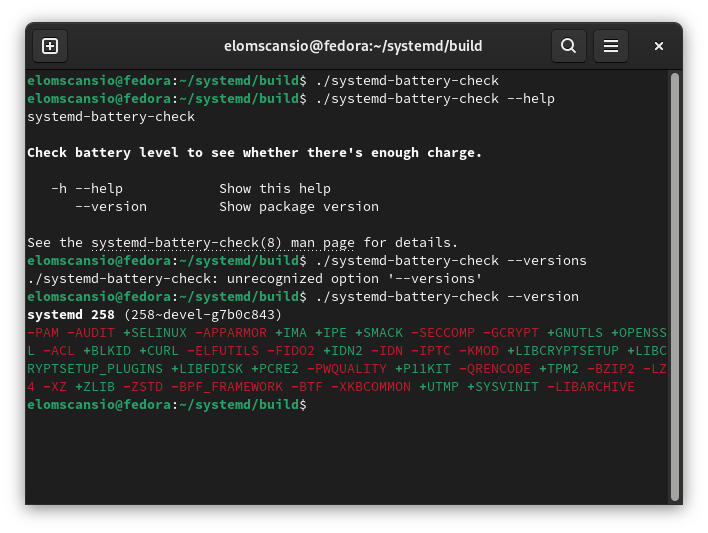 elomscansio@fedora:~/systemd/build
elomscansio@fedora:~/systemd/build$ ./systemd-battery-check
elomscansio@fedora:~/systemd/build$ ./systemd-battery-check --help
systemd-battery-check
Check battery level to see whether there's enough charge.
-h --help Show this help
--version Show package version
See the systemd-battery-check(8) man page for details.
elomscansio@fedora:~/systemd/build$ ./systemd-battery-check --versions
./systemd-battery-check: unrecognized option '--versions'
elomscansio@fedora:~/systemd/build$ ./systemd-battery-check --version
systemd 258 (258~devel-g7b0c843)
-PAM -AUDIT +SELINUX -APPARMOR +IMA +IPE +SMACK -SECCOMP -GCRYPT +GNUTLS +OPENSS
L -ACL +BLKID +CURL -ELFUTILS -FIDO2 +IDN2 -IDN -IPTC -KMOD +LIBCRYPTSETUP +LIBC
RYPTSETUP_PLUGINS +LIBFDISK +PCRE2 -PWQUALITY +P11KIT -QRENCODE +TPM2 -BZIP2 -LZ
4 -XZ +ZLIB -ZSTD -BPF_FRAMEWORK -BTF -XKBCOMMON +UTMP +SYSVINIT -LIBARCHIVE
elomscansio@fedora:~/systemd/build$